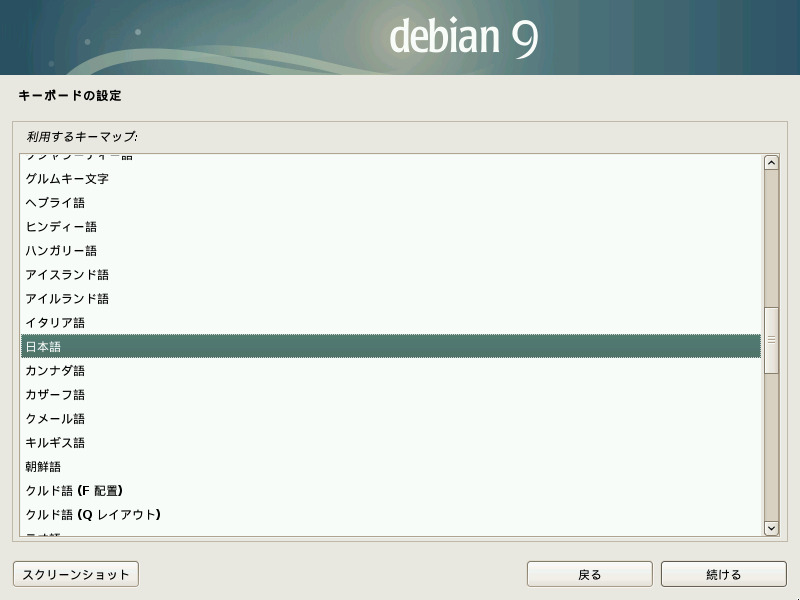 debian 9
キーボードの設定
利用するキーマップ:
グルムキー文字
ヘブライ語
ヒンディー語
ハンガリー語
アイスランド語
アイルランド語
イタリア語
日本語
カンナダ語
カザーフ語
クメール語
キルギス語
朝鮮語
クルド語 (F 配置)
クルド語 (Q レイアウト)
スクリーンショット
戻る
続ける